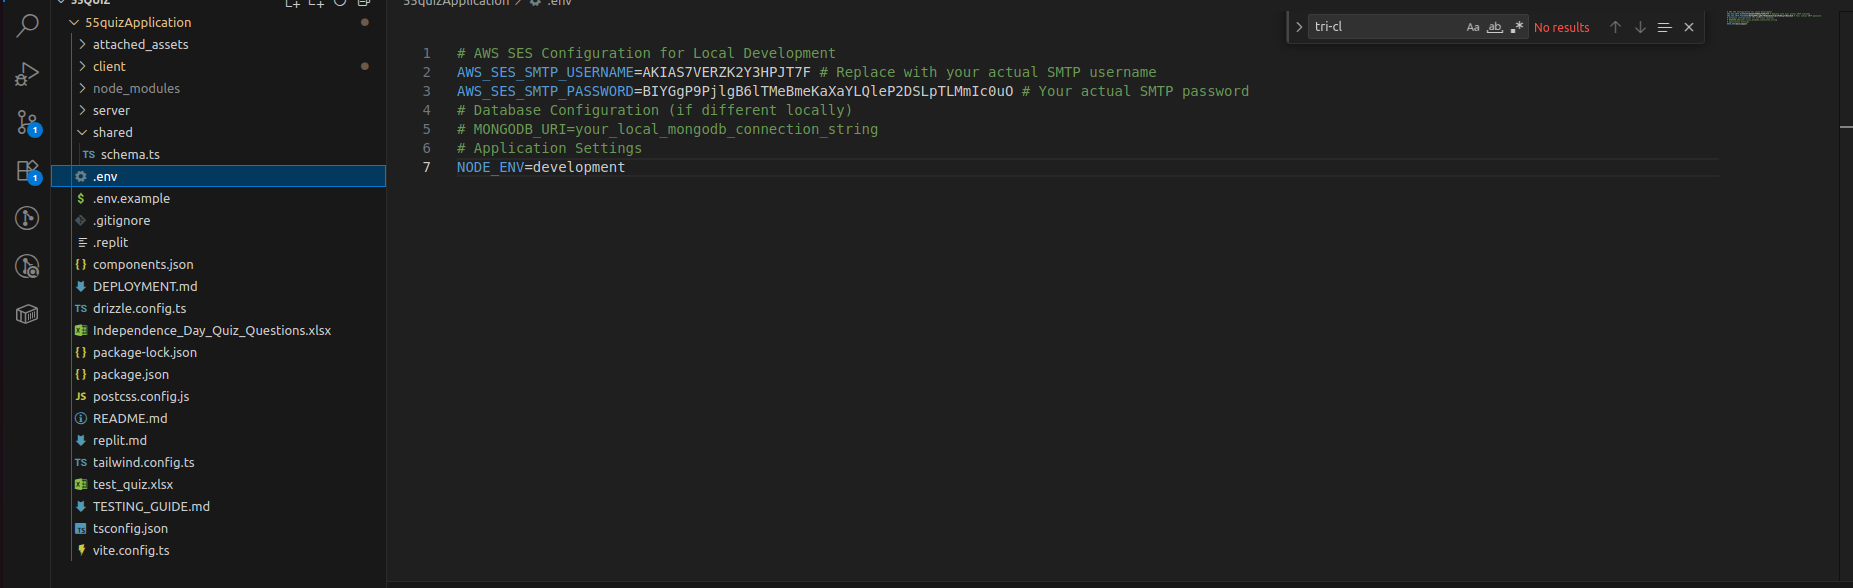 55QUIZ
55quizApplication
attached_assets
client
node_modules
server
shared
TS schema.ts
.env
$ .env.example
.gitignore
.replit
{} components.json
DEPLOYMENT.md
TS drizzle.config.ts
Independence_Day_Quiz_Questions.xlsx
{} package-lock.json
{} package.json
JS postcss.config.js
README.md
replit.md
TS tailwind.config.ts
test_quiz.xlsx
TESTING_GUIDE.md
tsconfig.json
vite.config.ts
1
1
55quizApplication > .env
tri-cl Aa ab .* No results
1 # AWS SES Configuration for Local Development
2 AWS_SES_SMTP_USERNAME=AKIAS7VERZK2Y3HPJT7F # Replace with your actual SMTP username
3 AWS_SES_SMTP_PASSWORD=BIYGgP9PjlgB6lTMeBmeKaXaYLQleP2DSLpTLMmIc0uO # Your actual SMTP password
4 # Database Configuration (if different locally)
5 # MONGODB_URI=your_local_mongodb_connection_string
6 # Application Settings
7 NODE_ENV=development